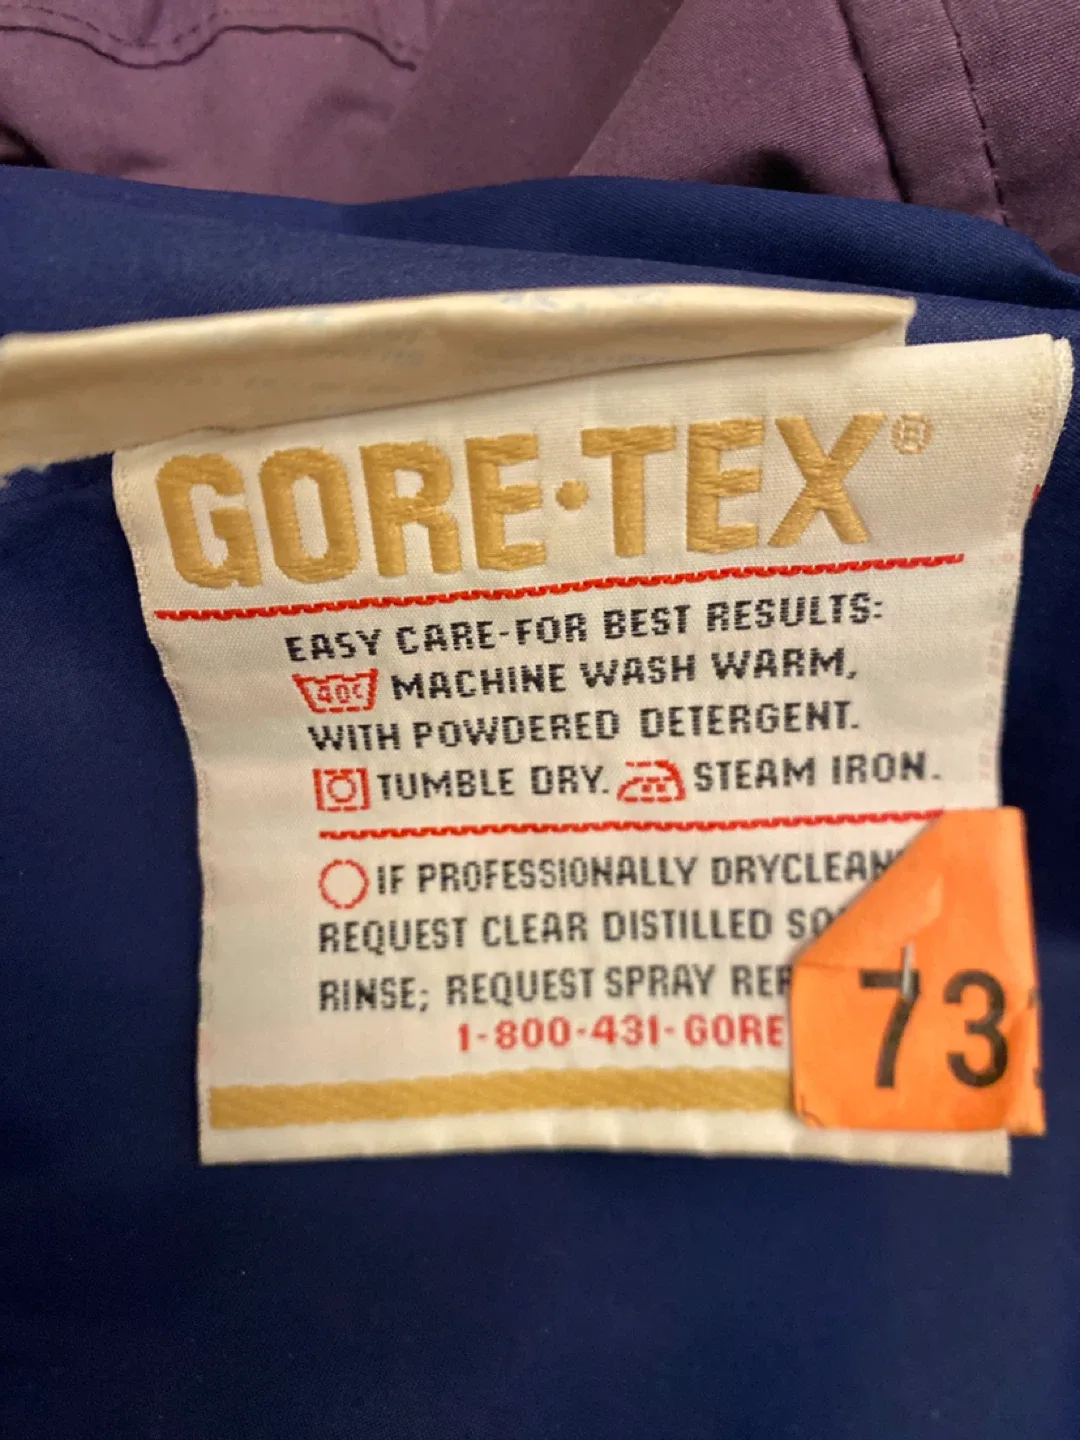 GORE·TEX®
EASY CARE-FOR BEST RESULTS:
40C MACHINE WASH WARM,
WITH POWDERED DETERGENT.
TUMBLE DRY. STEAM IRON.
IF PROFESSIONALLY DRYCLEAN
REQUEST CLEAR DISTILLED
RINSE; REQUEST SPRAY
1-800-431-GORE
73